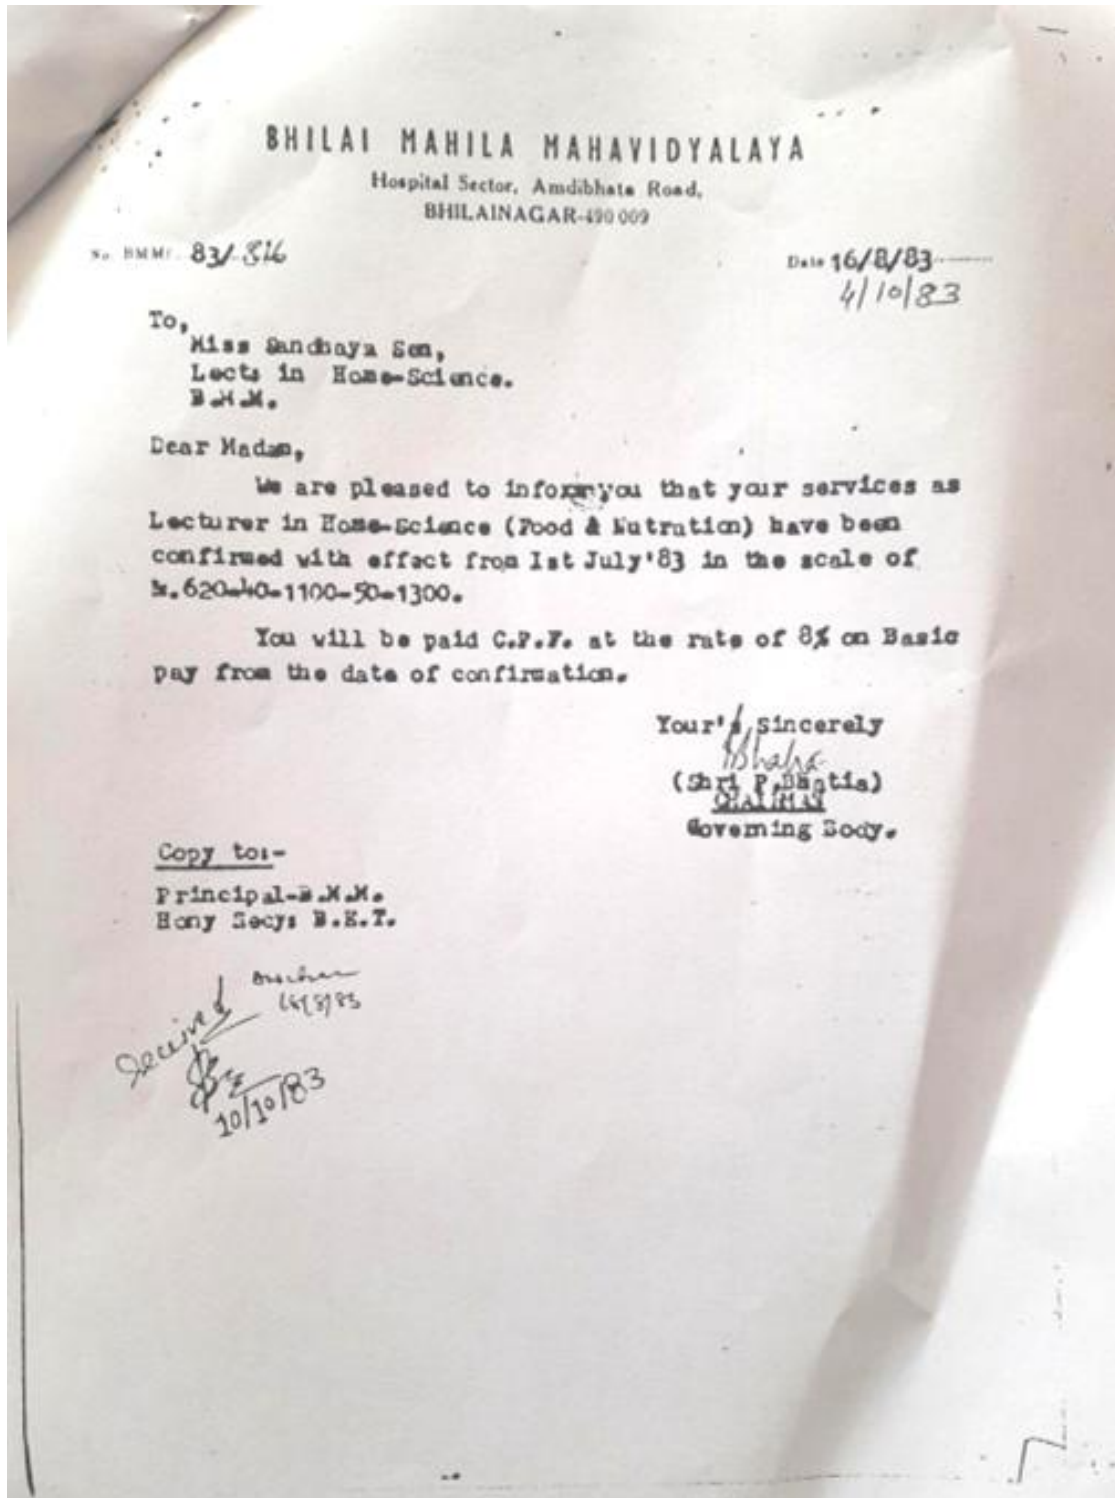 BHILAI MAHILA MAHAVIDYALAYA
Hospital Sector, Amdibhata Road,
BHILAINAGAR-490 009
No. BMM/ 83/ 816
Date 16/8/83
4/10/83
To,
Miss Sandhaya Sen,
Lect: in Home-Science.
B.M.M.
Dear Madam,
We are pleased to inform you that your services as
Lecturer in Home-Science (Food & Nutration) have been
confirmed with effect from 1st July'83 in the scale of
Rs.620-40-1100-50-1300.
You will be paid C.P.F. at the rate of 8% on Basic
pay from the date of confirmation.
Your's Sincerely
(Shri P.Bhatia)
CHAIRMAN
Governing Body.
Copy to:-
Principal-B.M.M.
Hony Secy: B.E.T.
Received
10/10/83